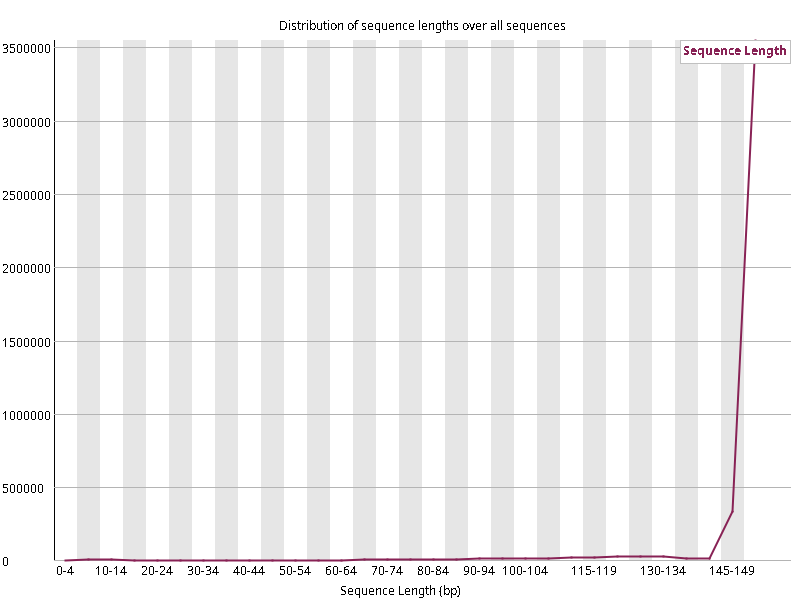 Distribution of sequence lengths over all sequences
Sequence Length
3500000
3000000
2500000
2000000
1500000
1000000
500000
0
0-4 10-14 20-24 30-34 40-44 50-54 60-64 70-74 80-84 90-94 100-104 115-119 130-134 145-149
Sequence Length (bp)